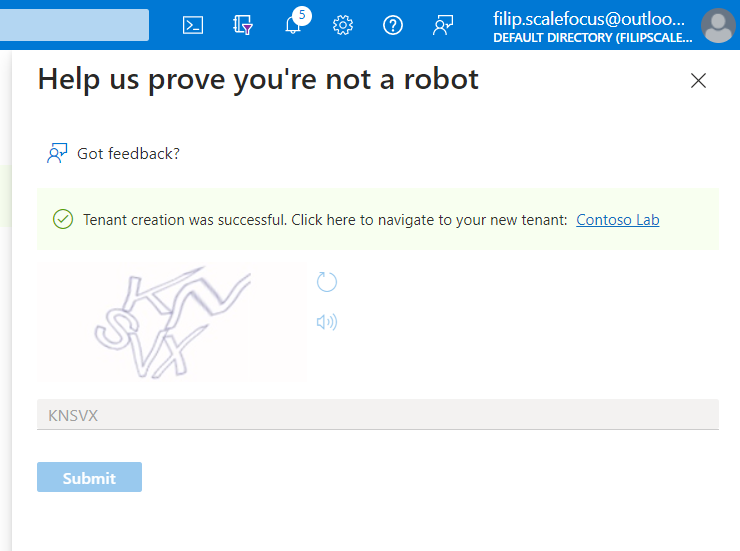 5
filip.scalefocus@outloo...
DEFAULT DIRECTORY (FILIPSCALE...
Help us prove you're not a robot
Got feedback?
Tenant creation was successful. Click here to navigate to your new tenant: Contoso Lab
KNSVX
Submit